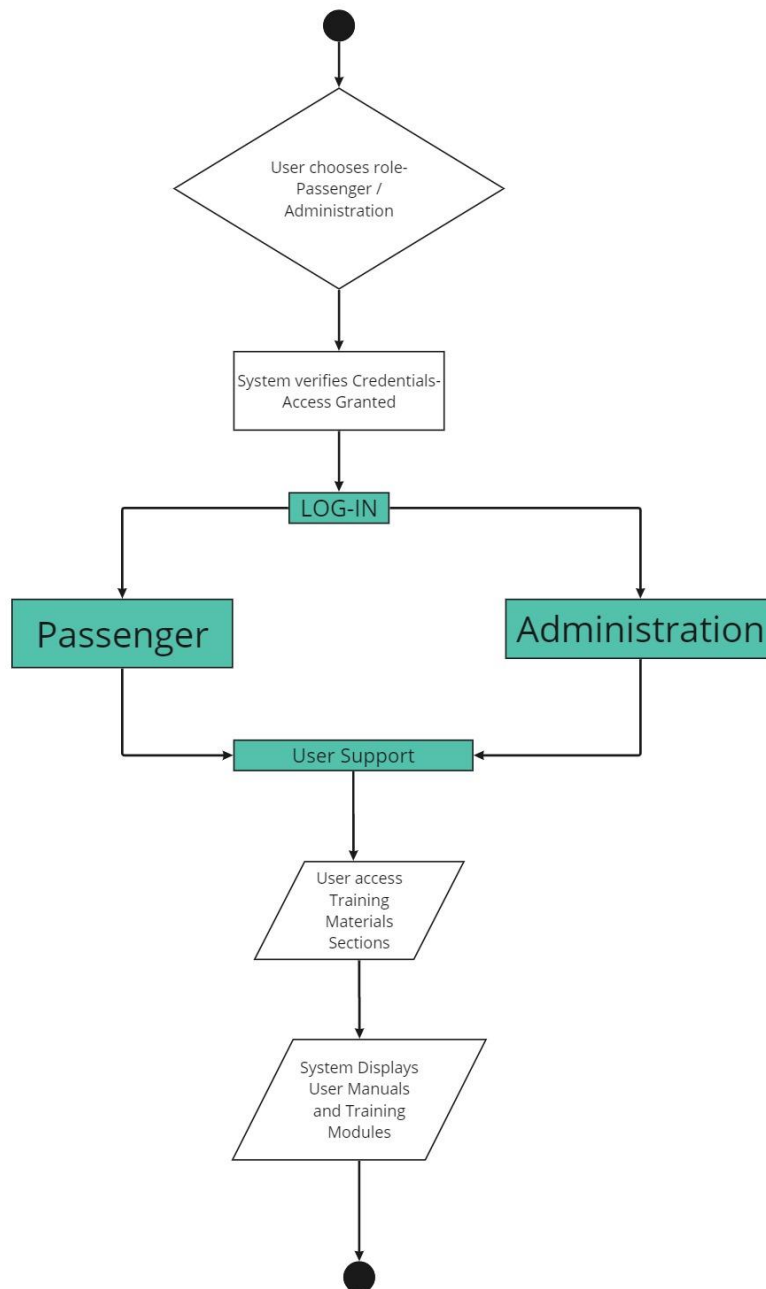 User chooses role-
Passenger /
Administration
System verifies Credentials-
Access Granted
LOG-IN
Passenger
Administration
User Support
User access
Training
Materials
Sections
System Displays
User Manuals
and Training
Modules